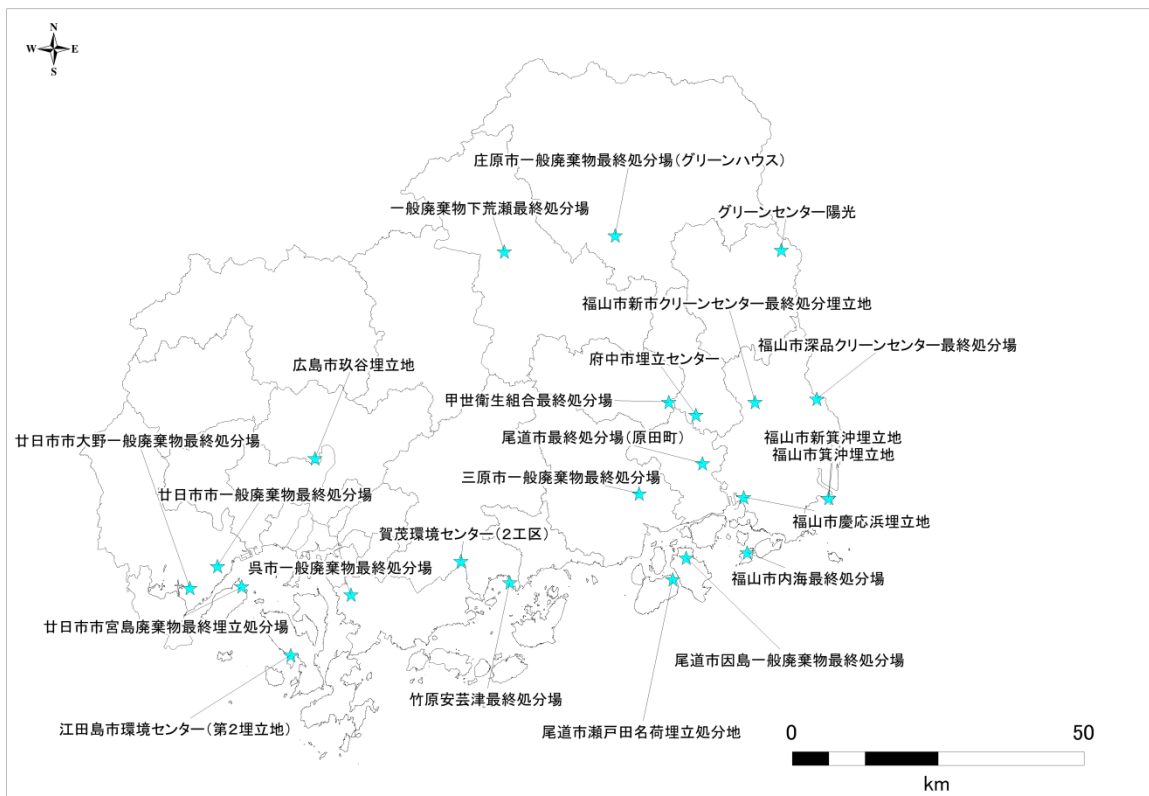 N
W E
S
庄原市一般廃棄物最終処分場(グリーンハウス)
一般廃棄物下荒瀬最終処分場
グリーンセンター陽光
福山市新市クリーンセンター最終処分埋立地
福山市深品クリーンセンター最終処分場
府中市埋立センター
広島市玖谷埋立地
甲世衛生組合最終処分場
廿日市市大野一般廃棄物最終処分場
尾道市最終処分場(原田町)
福山市新箕沖埋立地
福山市箕沖埋立地
三原市一般廃棄物最終処分場
廿日市市一般廃棄物最終処分場
福山市慶応浜埋立地
賀茂環境センター(2工区)
呉市一般廃棄物最終処分場
福山市内海最終処分場
廿日市市宮島廃棄物最終埋立処分場
尾道市因島一般廃棄物最終処分場
竹原安芸津最終処分場
江田島市環境センター(第2埋立地)
尾道市瀬戸田名荷埋立処分地
0 50
km